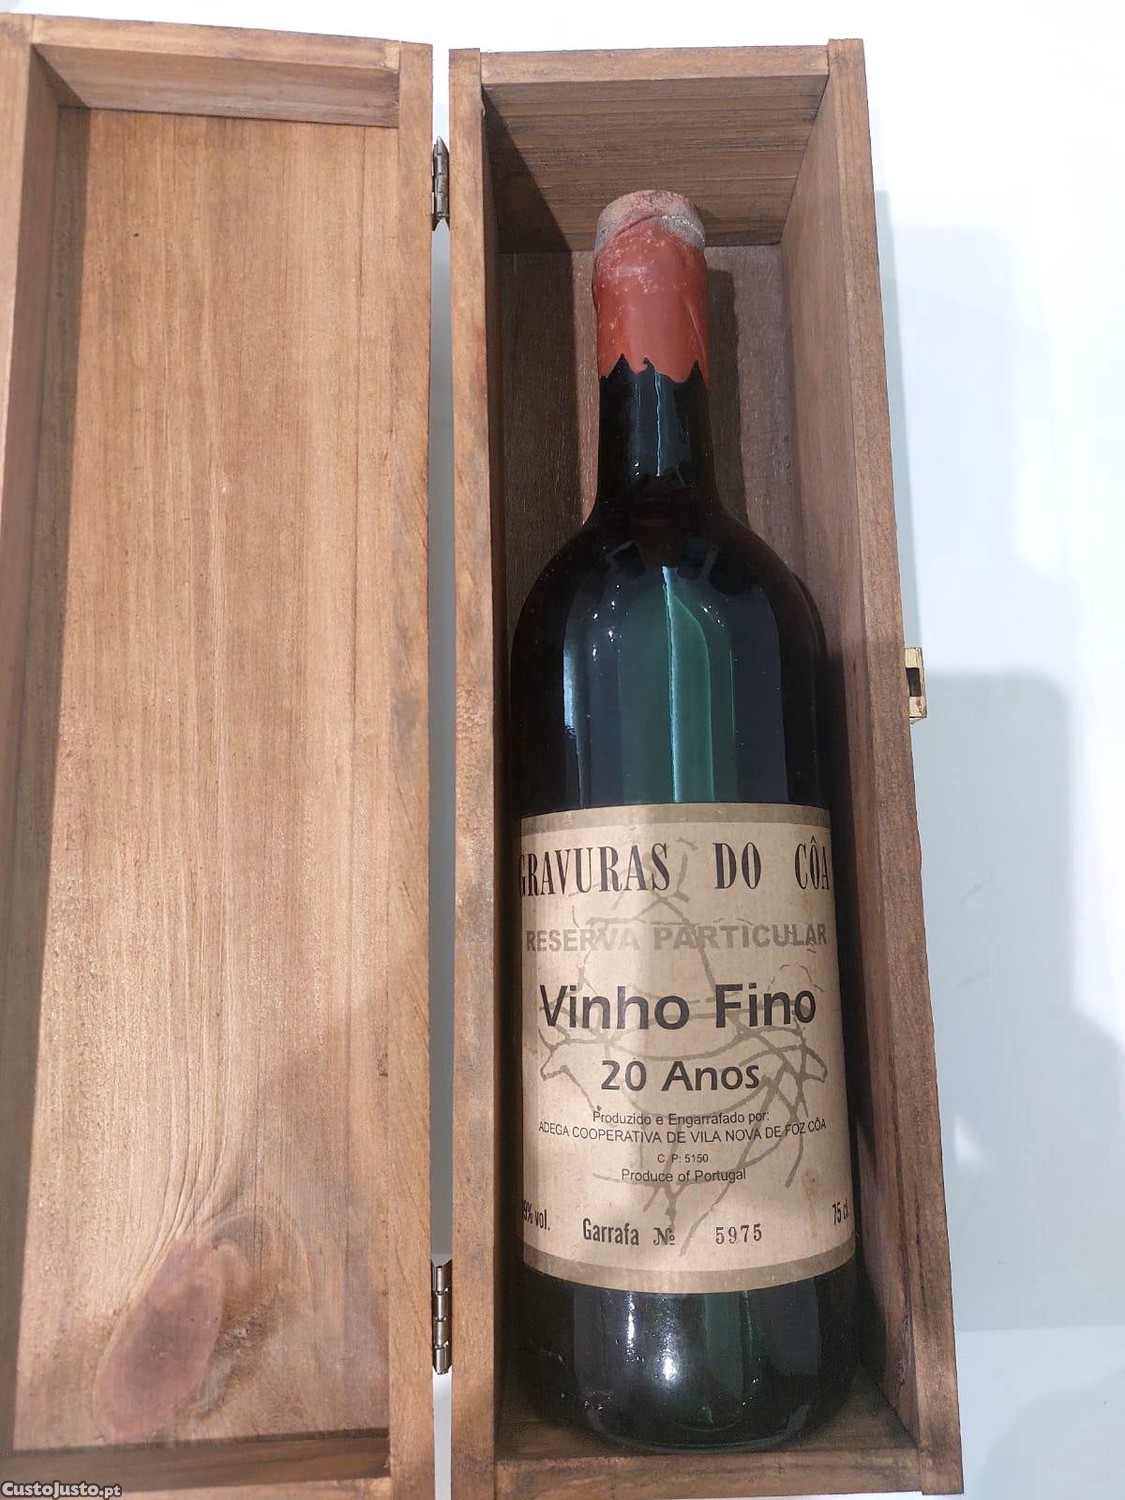 GRAVURAS DO CÔA
RESERVA PARTICULAR
Vinho Fino
20 Anos
Produzido e Engarrafado por:
ADEGA COOPERATIVA DE VILA NOVA DE FOZ CÔA
C. P: 5150
Produce of Portugal
vol. Garrafa № 5975 75 cl
CustoJusto.pt